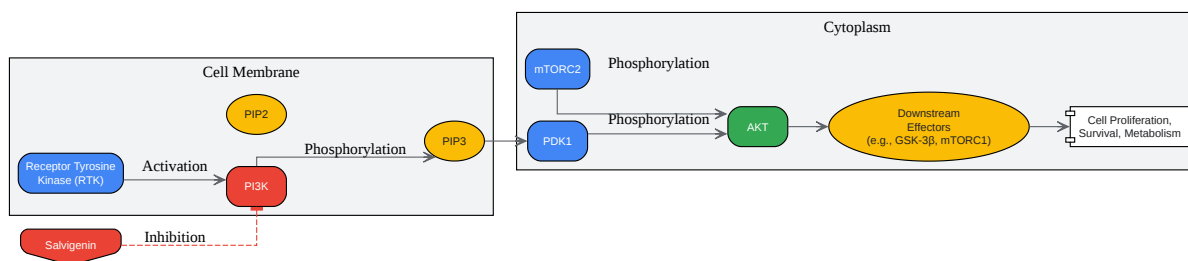 Cytoplasm
Cell Membrane
mTORC2
Phosphorylation
PIP2
Phosphorylation
PDK1
AKT
Downstream
Effectors
(e.g., GSK-3β, mTORC1)
Cell Proliferation,
Survival, Metabolism
Phosphorylation
PIP3
Receptor Tyrosine
Kinase (RTK)
Activation
PI3K
Salvigenin
Inhibition